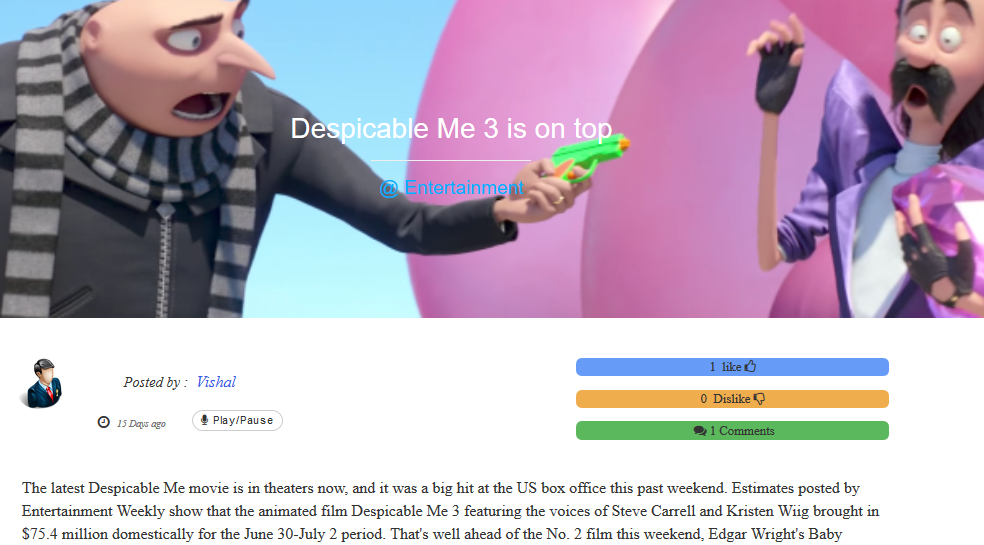 Despicable Me 3 is on top
@ Entertainment
Posted by : Vishal
15 Days ago
Play/Pause
1 like
0 Dislike
1 Comments
The latest Despicable Me movie is in theaters now, and it was a big hit at the US box office this past weekend. Estimates posted by
Entertainment Weekly show that the animated film Despicable Me 3 featuring the voices of Steve Carrell and Kristen Wiig brought in
$75.4 million domestically for the June 30-July 2 period. That's well ahead of the No. 2 film this weekend, Edgar Wright's Baby